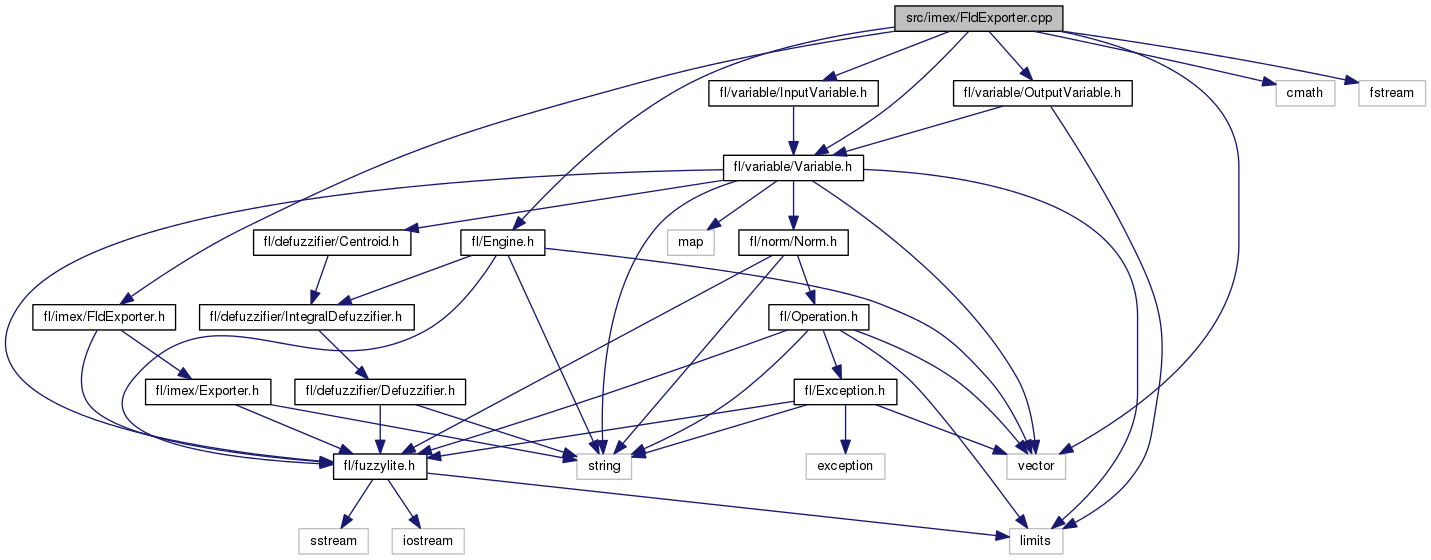 src/imex/FldExporter.cpp
fl/variable/InputVariable.h
fl/variable/OutputVariable.h
cmath
fstream
fl/variable/Variable.h
fl/defuzzifier/Centroid.h
fl/Engine.h
map
fl/norm/Norm.h
fl/imex/FldExporter.h
fl/defuzzifier/IntegralDefuzzifier.h
fl/Operation.h
fl/imex/Exporter.h
fl/defuzzifier/Defuzzifier.h
fl/Exception.h
fl/fuzzylite.h
string
exception
vector
sstream
iostream
limits